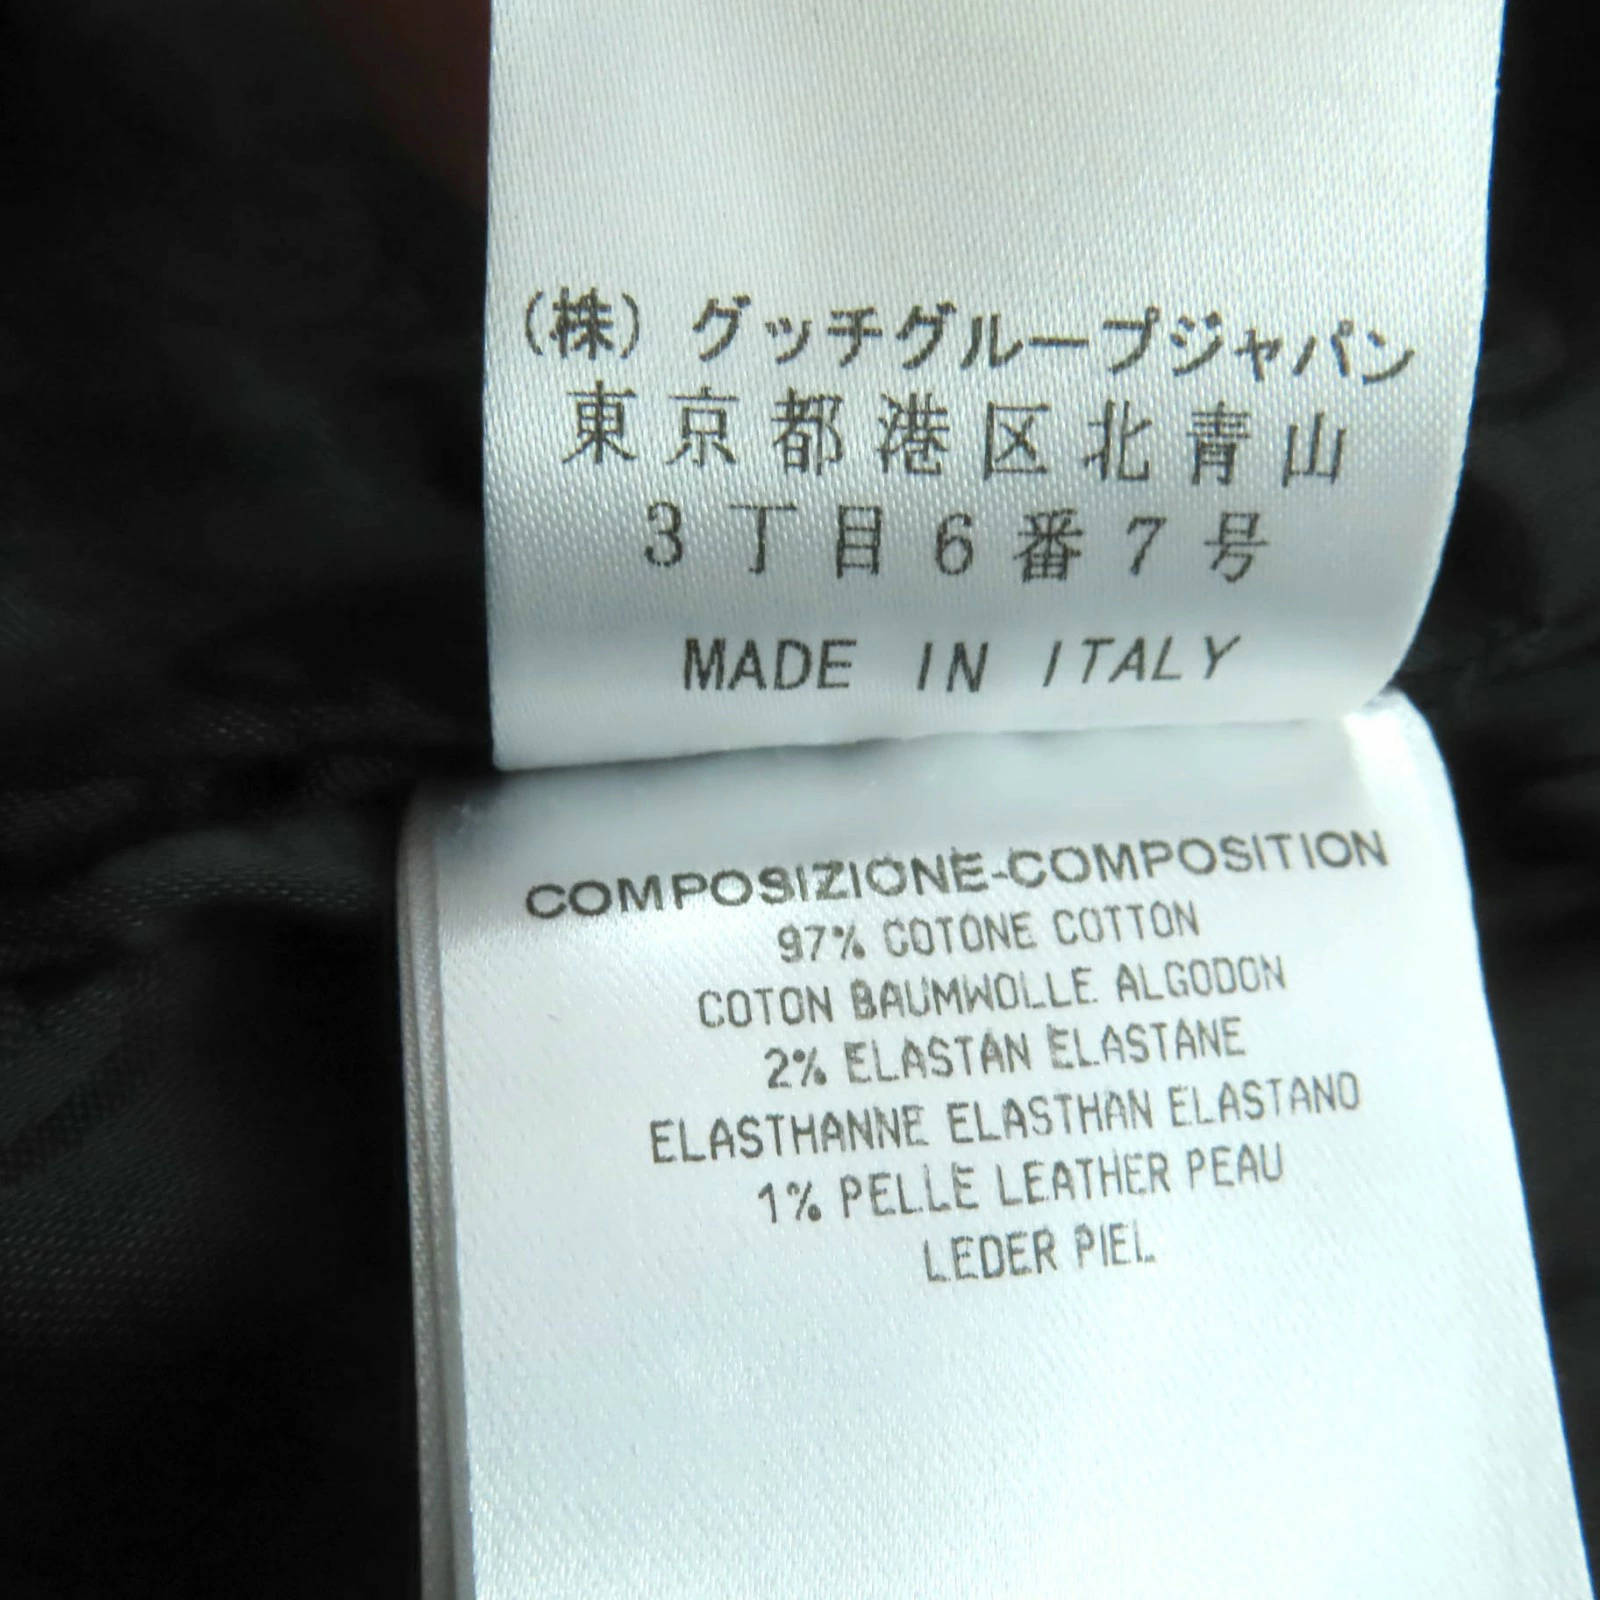 (株) グッチグループジャパン
東京都港区北青山
3丁目6番7号
MADE IN ITALY
COMPOSIZIONE-COMPOSITION
97% COTONE COTTON
COTON BAUMWOLLE ALGODON
2% ELASTAN ELASTANE
ELASTHANNE ELASTHAN ELASTANO
1% PELLE LEATHER PEAU
LEDER PIEL